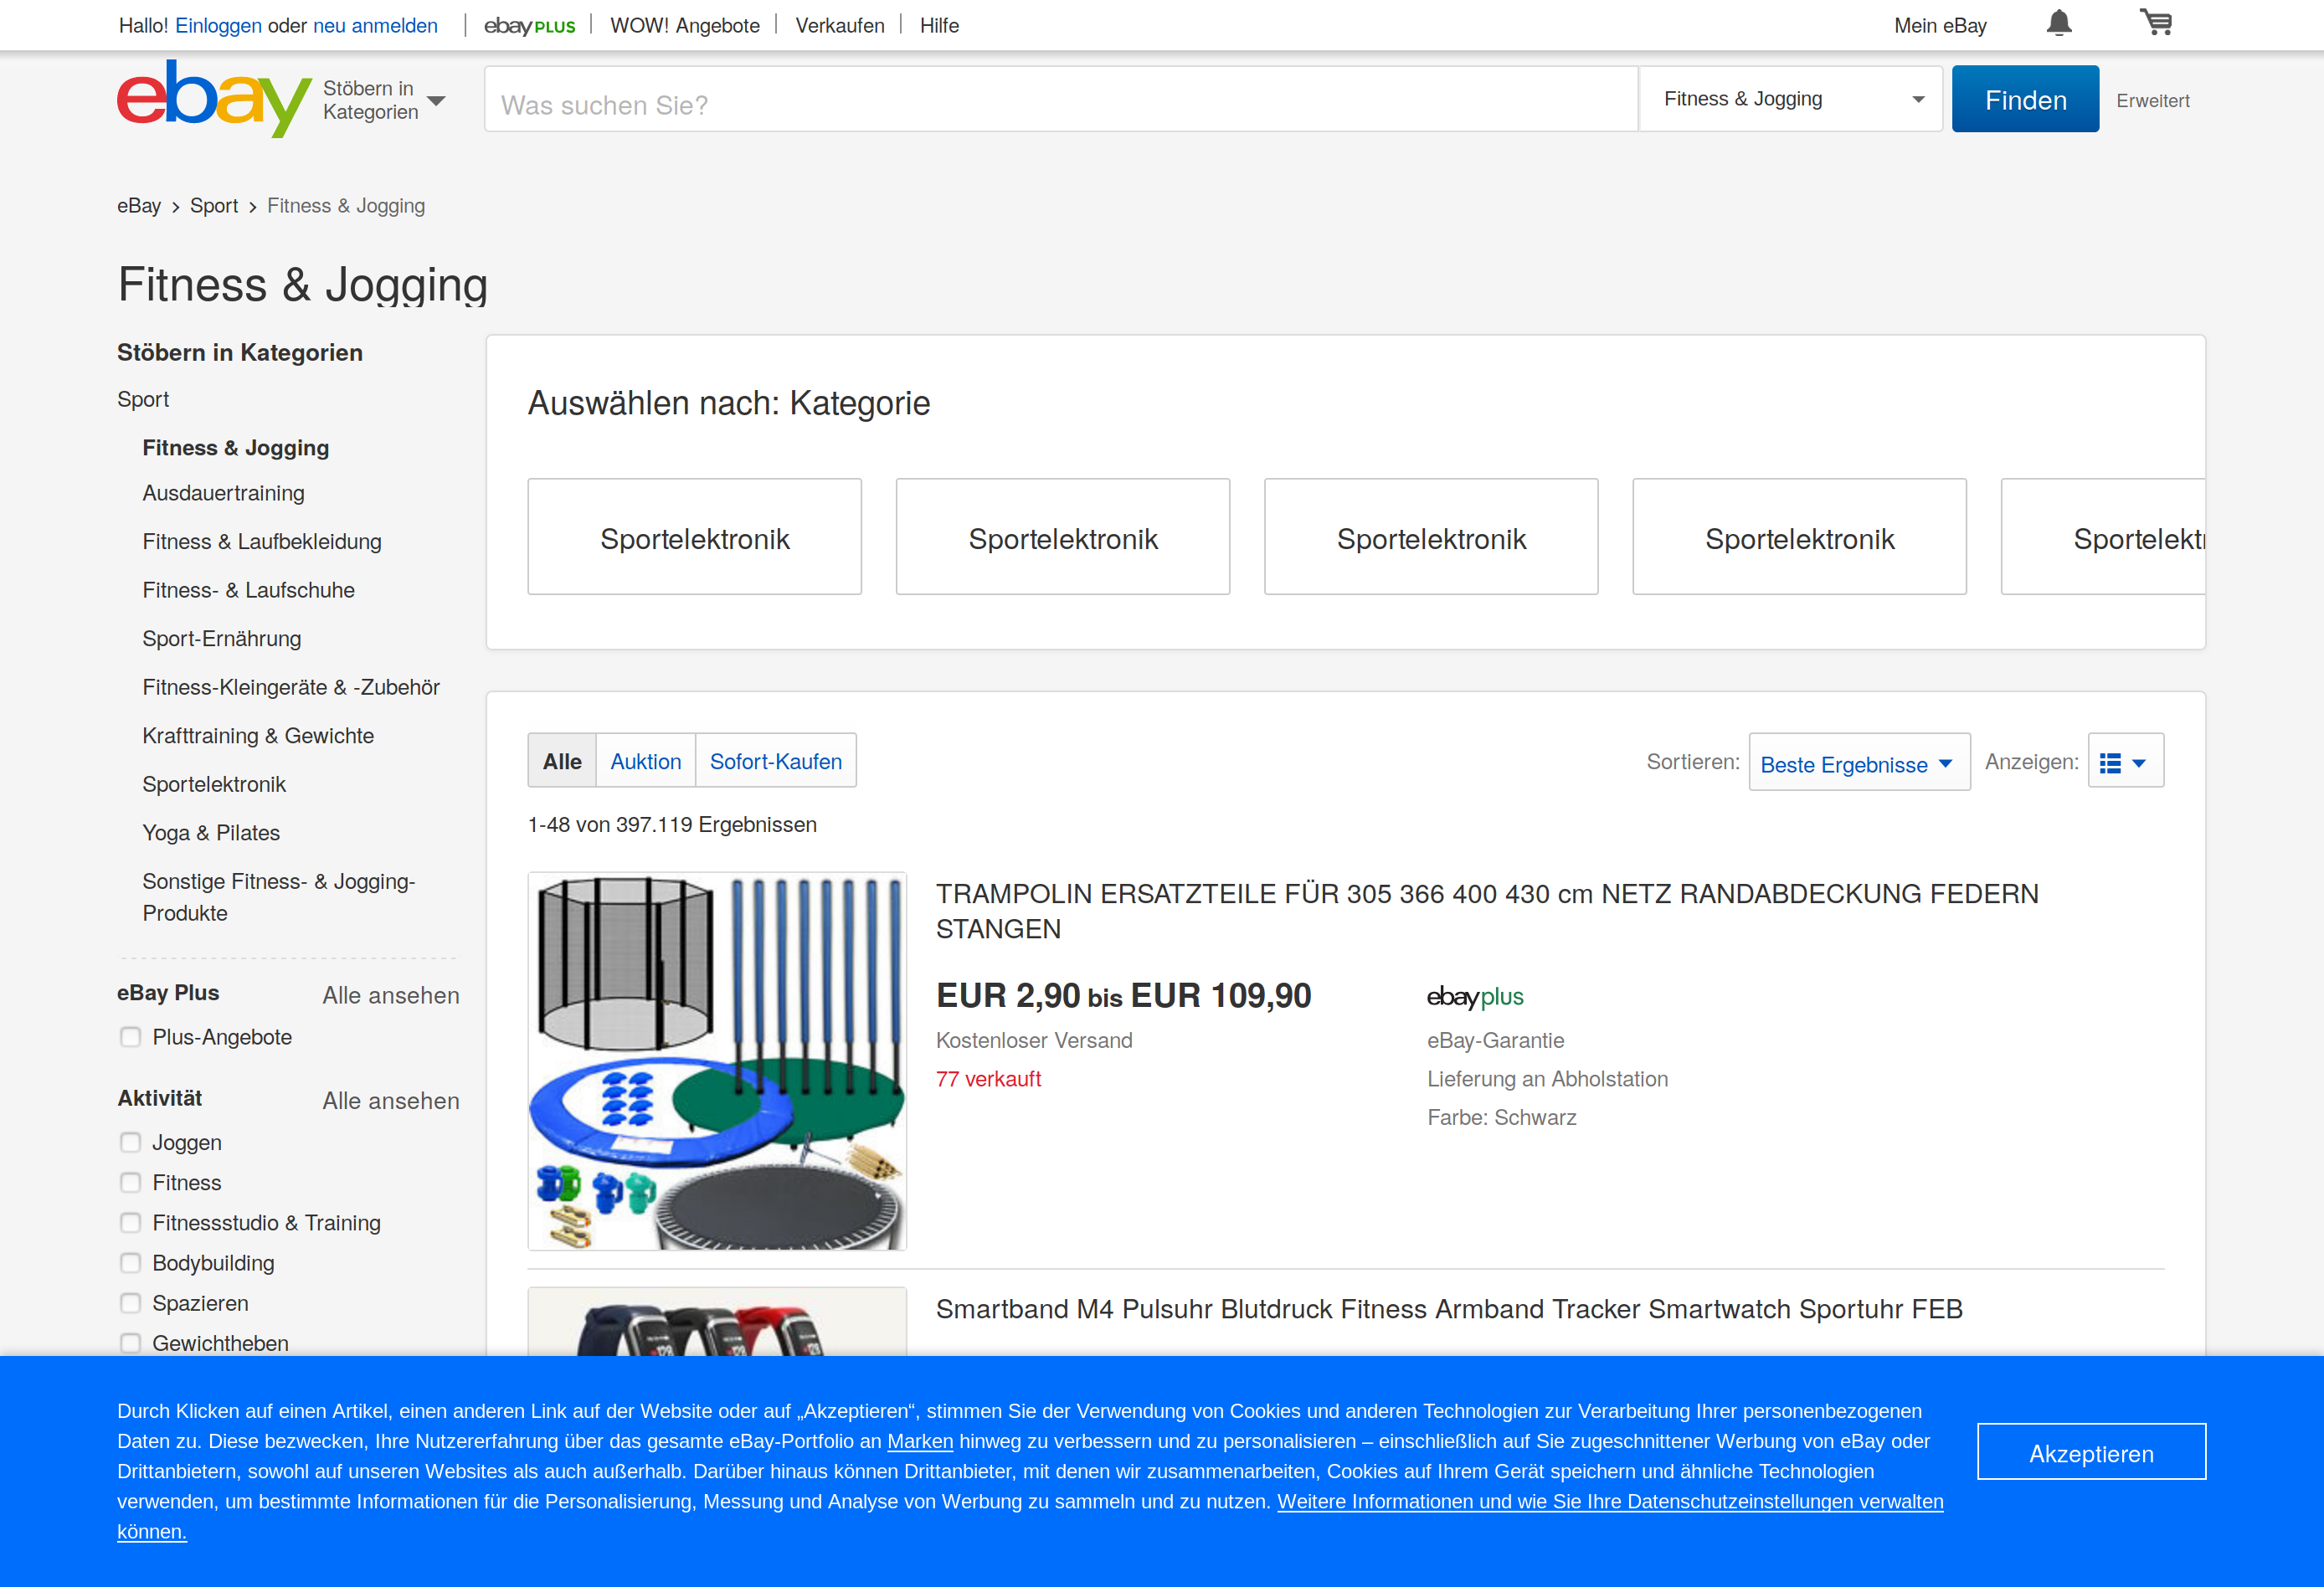 Hallo! Einloggen oder neu anmelden
ebay PLUS
WOW! Angebote
Verkaufen
Hilfe
Mein eBay
ebay
Stöbern in
Kategorien
Was suchen Sie?
Fitness & Jogging
Finden
Erweitert
eBay
Sport
Fitness & Jogging
Fitness & Jogging
Stöbern in Kategorien
Sport
Fitness & Jogging
Ausdauertraining
Fitness & Laufbekleidung
Fitness- & Laufschuhe
Sport-Ernährung
Fitness-Kleingeräte & -Zubehör
Krafttraining & Gewichte
Sportelektronik
Yoga & Pilates
Sonstige Fitness- & Jogging-
Produkte
eBay Plus
Alle ansehen
Plus-Angebote
Aktivität
Alle ansehen
Joggen
Fitness
Fitnessstudio & Training
Bodybuilding
Spazieren
Gewichtheben
Auswählen nach: Kategorie
Sportelektronik
Sportelektronik
Sportelektronik
Sportelektronik
Sportelektr
Alle
Auktion
Sofort-Kaufen
Sortieren:
Beste Ergebnisse
Anzeigen:
1-48 von 397.119 Ergebnissen
TRAMPOLIN ERSATZTEILE FÜR 305 366 400 430 cm NETZ RANDABDECKUNG FEDERN
STANGEN
EUR 2,90 bis EUR 109,90
Kostenloser Versand
77 verkauft
ebayplus
eBay-Garantie
Lieferung an Abholstation
Farbe: Schwarz
Smartband M4 Pulsuhr Blutdruck Fitness Armband Tracker Smartwatch Sportuhr FEB
Durch Klicken auf einen Artikel, einen anderen Link auf der Website oder auf „Akzeptieren“, stimmen Sie der Verwendung von Cookies und anderen Technologien zur Verarbeitung Ihrer personenbezogenen
Daten zu. Diese bezwecken, Ihre Nutzererfahrung über das gesamte eBay-Portfolio an Marken hinweg zu verbessern und zu personalisieren – einschließlich auf Sie zugeschnittener Werbung von eBay oder
Drittanbietern, sowohl auf unseren Websites als auch außerhalb. Darüber hinaus können Drittanbieter, mit denen wir zusammenarbeiten, Cookies auf Ihrem Gerät speichern und ähnliche Technologien
verwenden, um bestimmte Informationen für die Personalisierung, Messung und Analyse von Werbung zu sammeln und zu nutzen. Weitere Informationen und wie Sie Ihre Datenschutzeinstellungen verwalten
können.
Akzeptieren